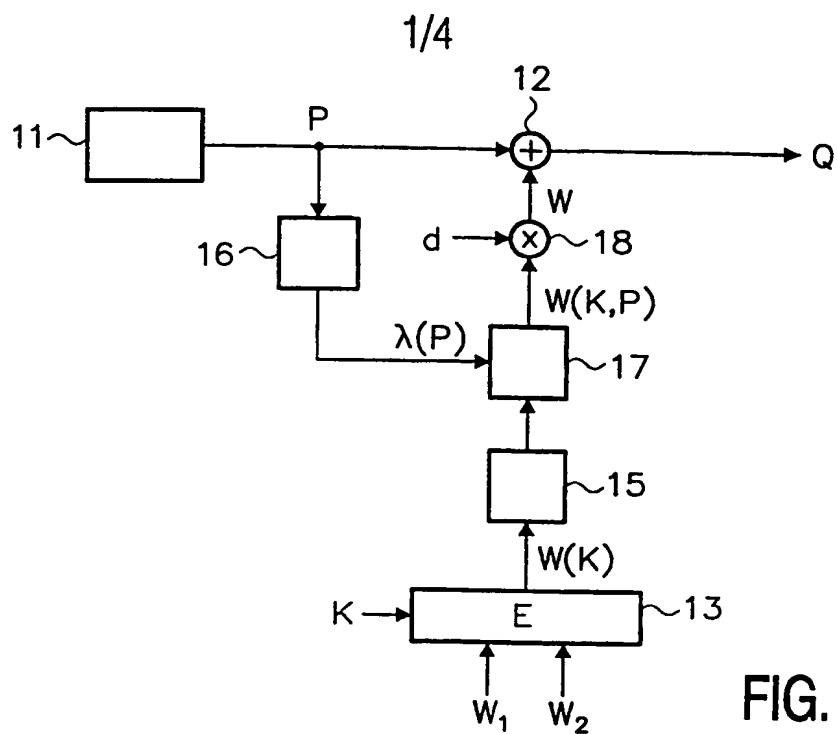 1/4
12
11
P
Q
W
16
d
18
W(K,P)
λ(P)
17
15
W(K)
K
E
13
W₁
W₂
FIG.